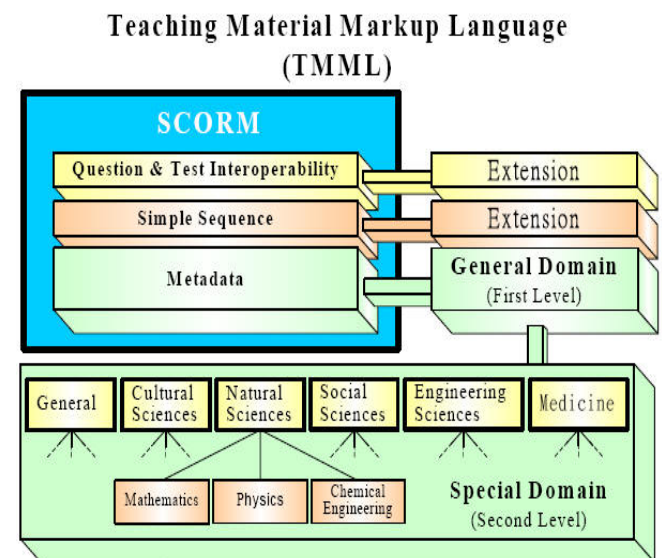 Teaching Material Markup Language
(TMML)
SCORM
Question & Test Interoperability
Extension
Simple Sequence
Extension
Metadata
General Domain
(First Level)
General
Cultural
Sciences
Natural
Sciences
Social
Sciences
Engineering
Sciences
Medicine
Mathematics
Physics
Chemical
Engineering
Special Domain
(Second Level)